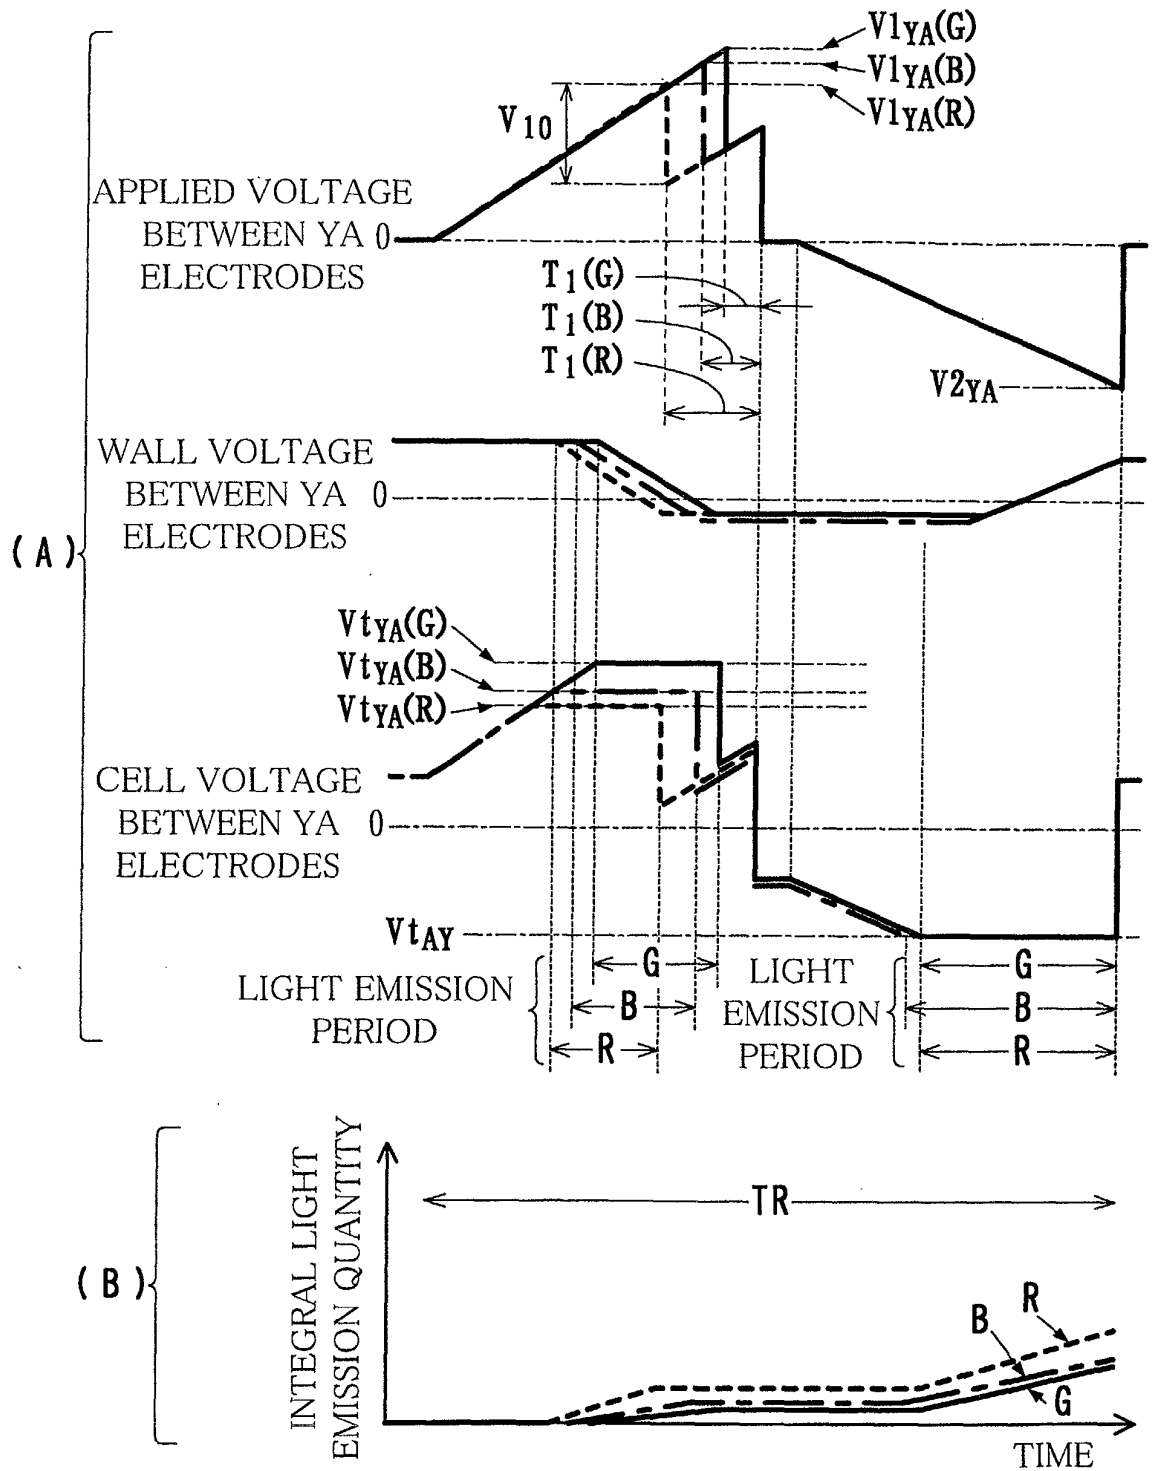 V1YA(G)
V1YA(B)
V1YA(R)
V10
APPLIED VOLTAGE
BETWEEN YA 0
ELECTRODES
T1(G)
T1(B)
T1(R)
V2YA
WALL VOLTAGE
BETWEEN YA 0
ELECTRODES
(A)
VtYA(G)
VtYA(B)
VtYA(R)
CELL VOLTAGE
BETWEEN YA 0
ELECTRODES
VtAY
LIGHT EMISSION
PERIOD
G
B
R
LIGHT
EMISSION
PERIOD
G
B
R
(B)
INTEGRAL LIGHT
EMISSION QUANTITY
TR
R
B
G
TIME